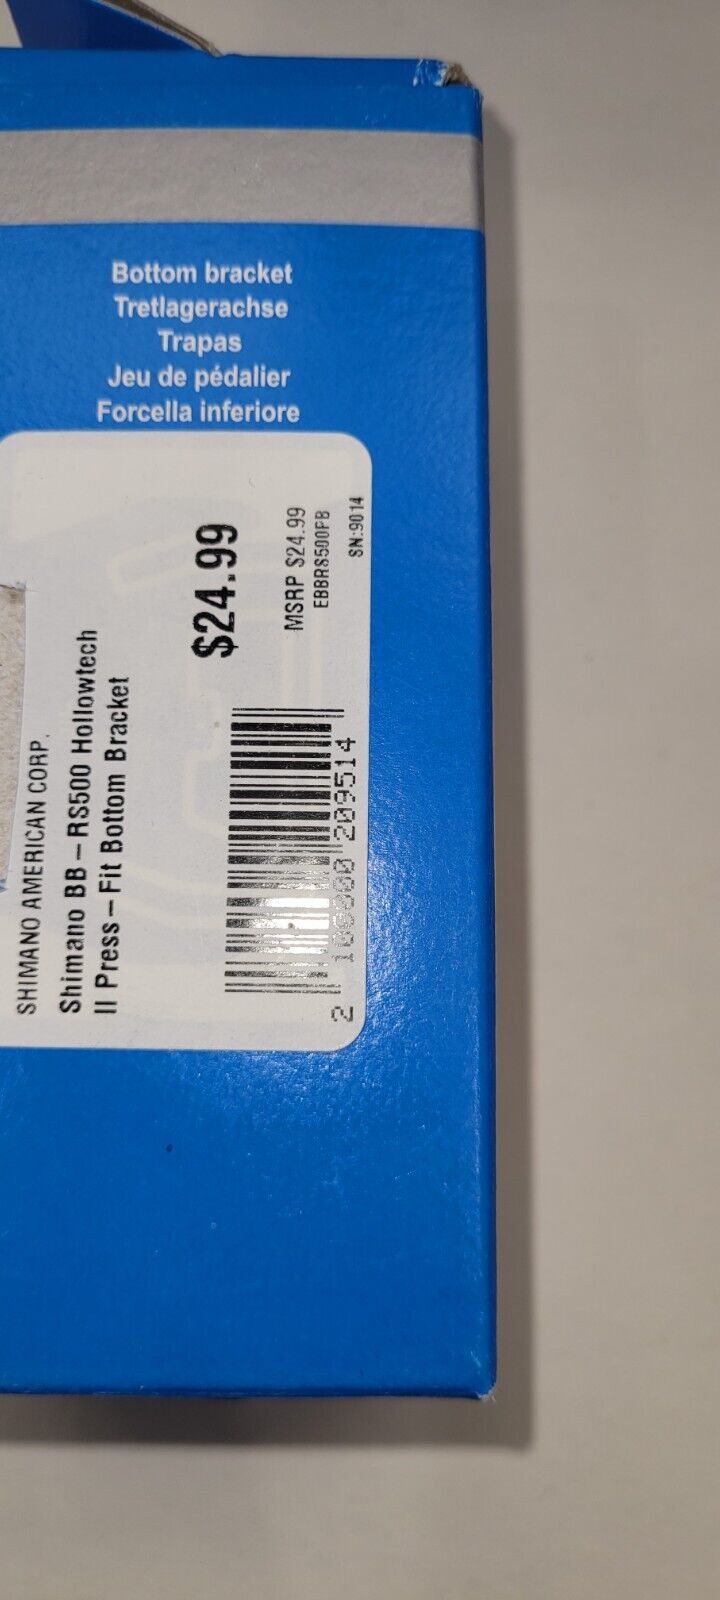 Bottom bracket
Tretlagerachse
Trapas
Jeu de pédalier
Forcella inferiore
SHIMANO AMERICAN CORP.
Shimano BB-RS500 Hollowtech
II Press-Fit Bottom Bracket
$24.99
MSRP $24.99
EBBRS500PB
SN:9014
2 100000 209514